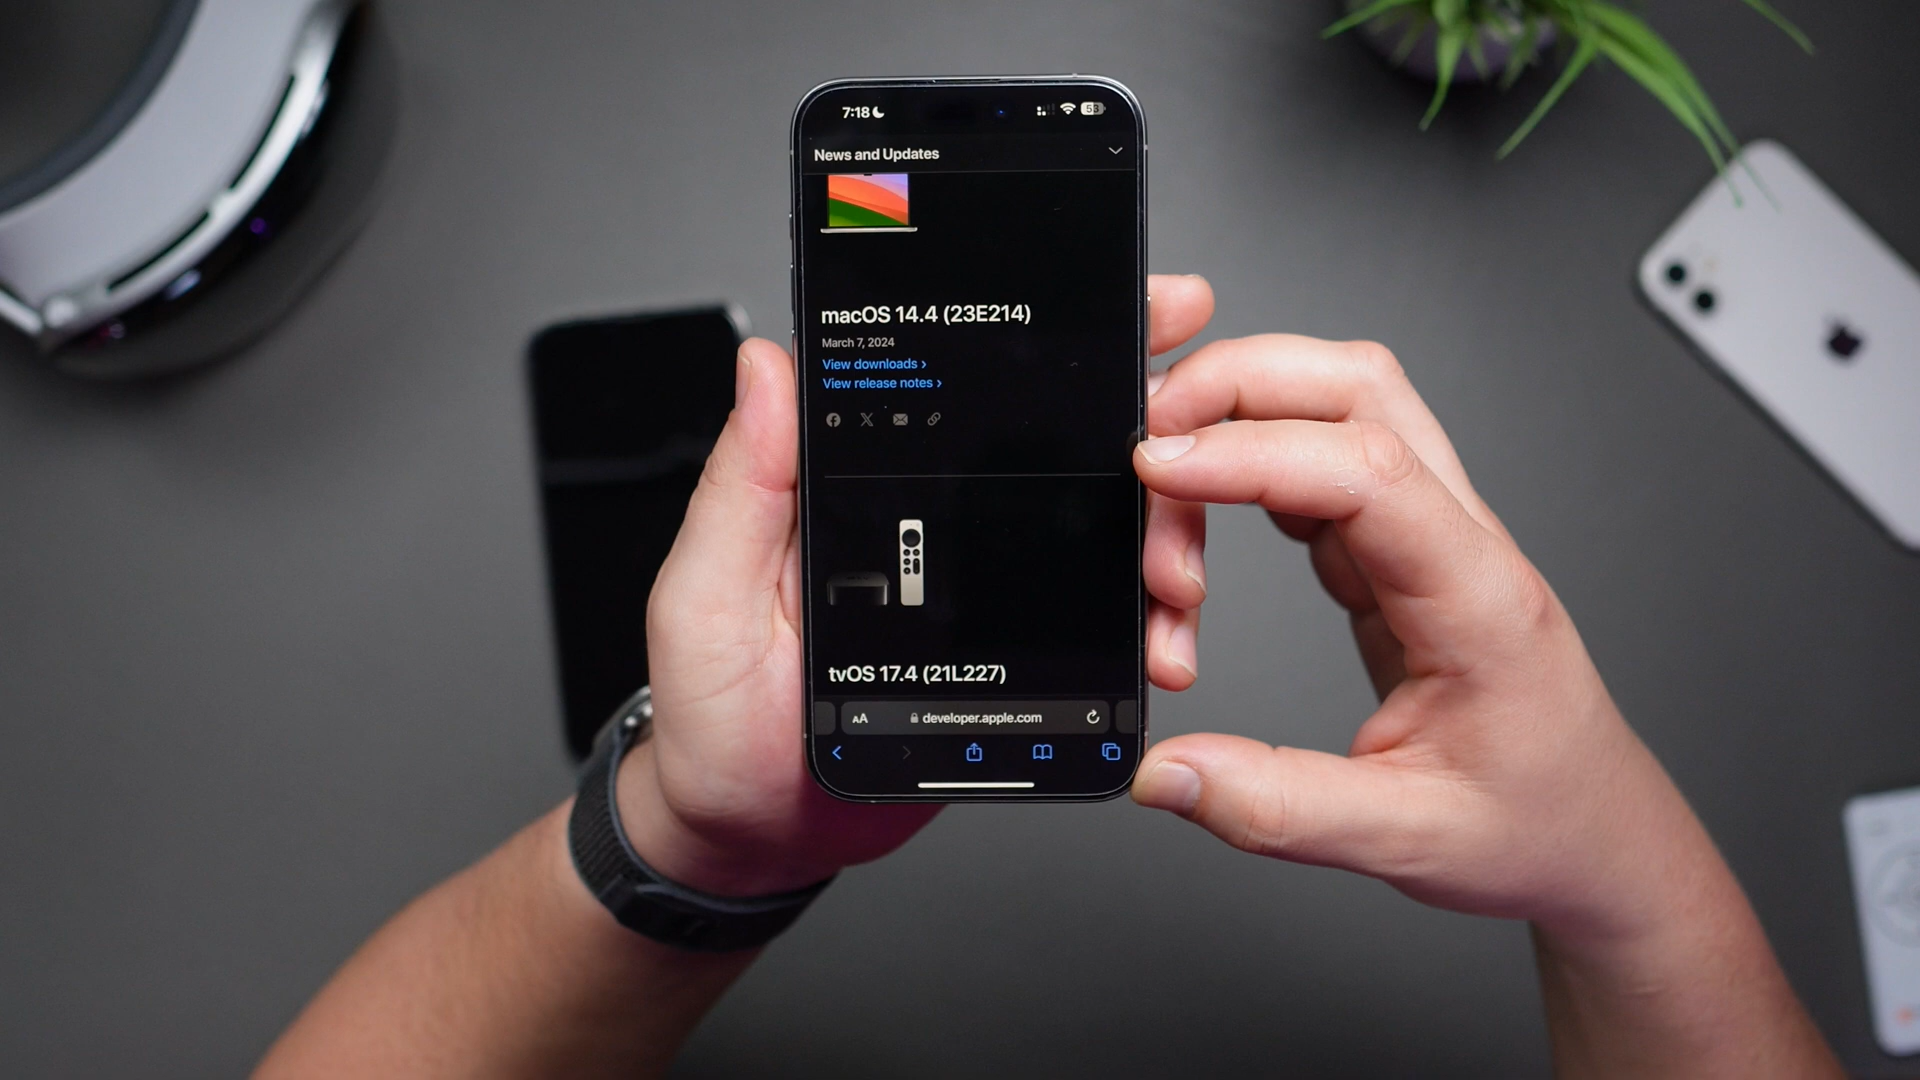 7:18
53
News and Updates
macOS 14.4 (23E214)
March 7, 2024
View downloads ›
View release notes ›
tvOS 17.4 (21L227)
AA
developer.apple.com